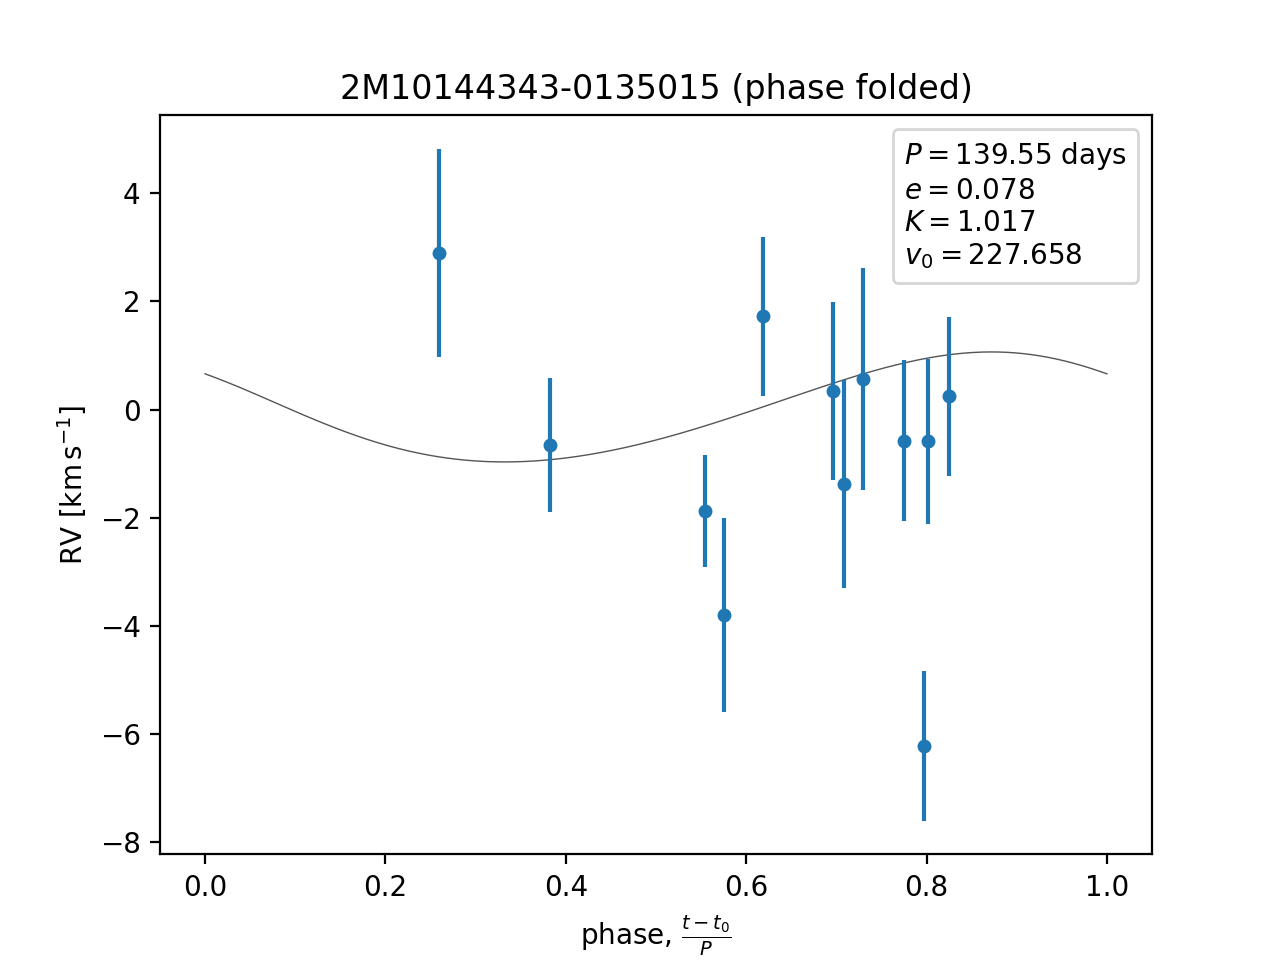 2M10144343-0135015 (phase folded)
P = 139.55 days
e = 0.078
K = 1.017
v₀ = 227.658
4
2
0
−2
−4
−6
−8
RV [km s⁻¹]
0.0 0.2 0.4 0.6 0.8 1.0
phase, (t − t₀)/P